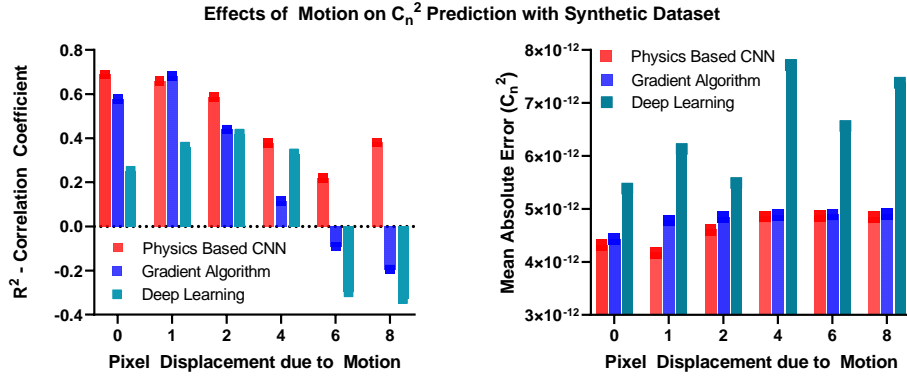 Effects of Motion on Cₙ² Prediction with Synthetic Dataset
R² - Correlation Coefficient
0.8
0.6
0.4
0.2
0.0
-0.2
-0.4
Physics Based CNN
Gradient Algorithm
Deep Learning
0 1 2 4 6 8
Pixel Displacement due to Motion
Mean Absolute Error (Cₙ²)
8×10⁻¹²
7×10⁻¹²
6×10⁻¹²
5×10⁻¹²
4×10⁻¹²
3×10⁻¹²
Physics Based CNN
Gradient Algorithm
Deep Learning
0 1 2 4 6 8
Pixel Displacement due to Motion